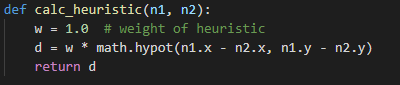 def calc_heuristic(n1, n2):
    w = 1.0  # weight of heuristic
    d = w * math.hypot(n1.x - n2.x, n1.y - n2.y)
    return d